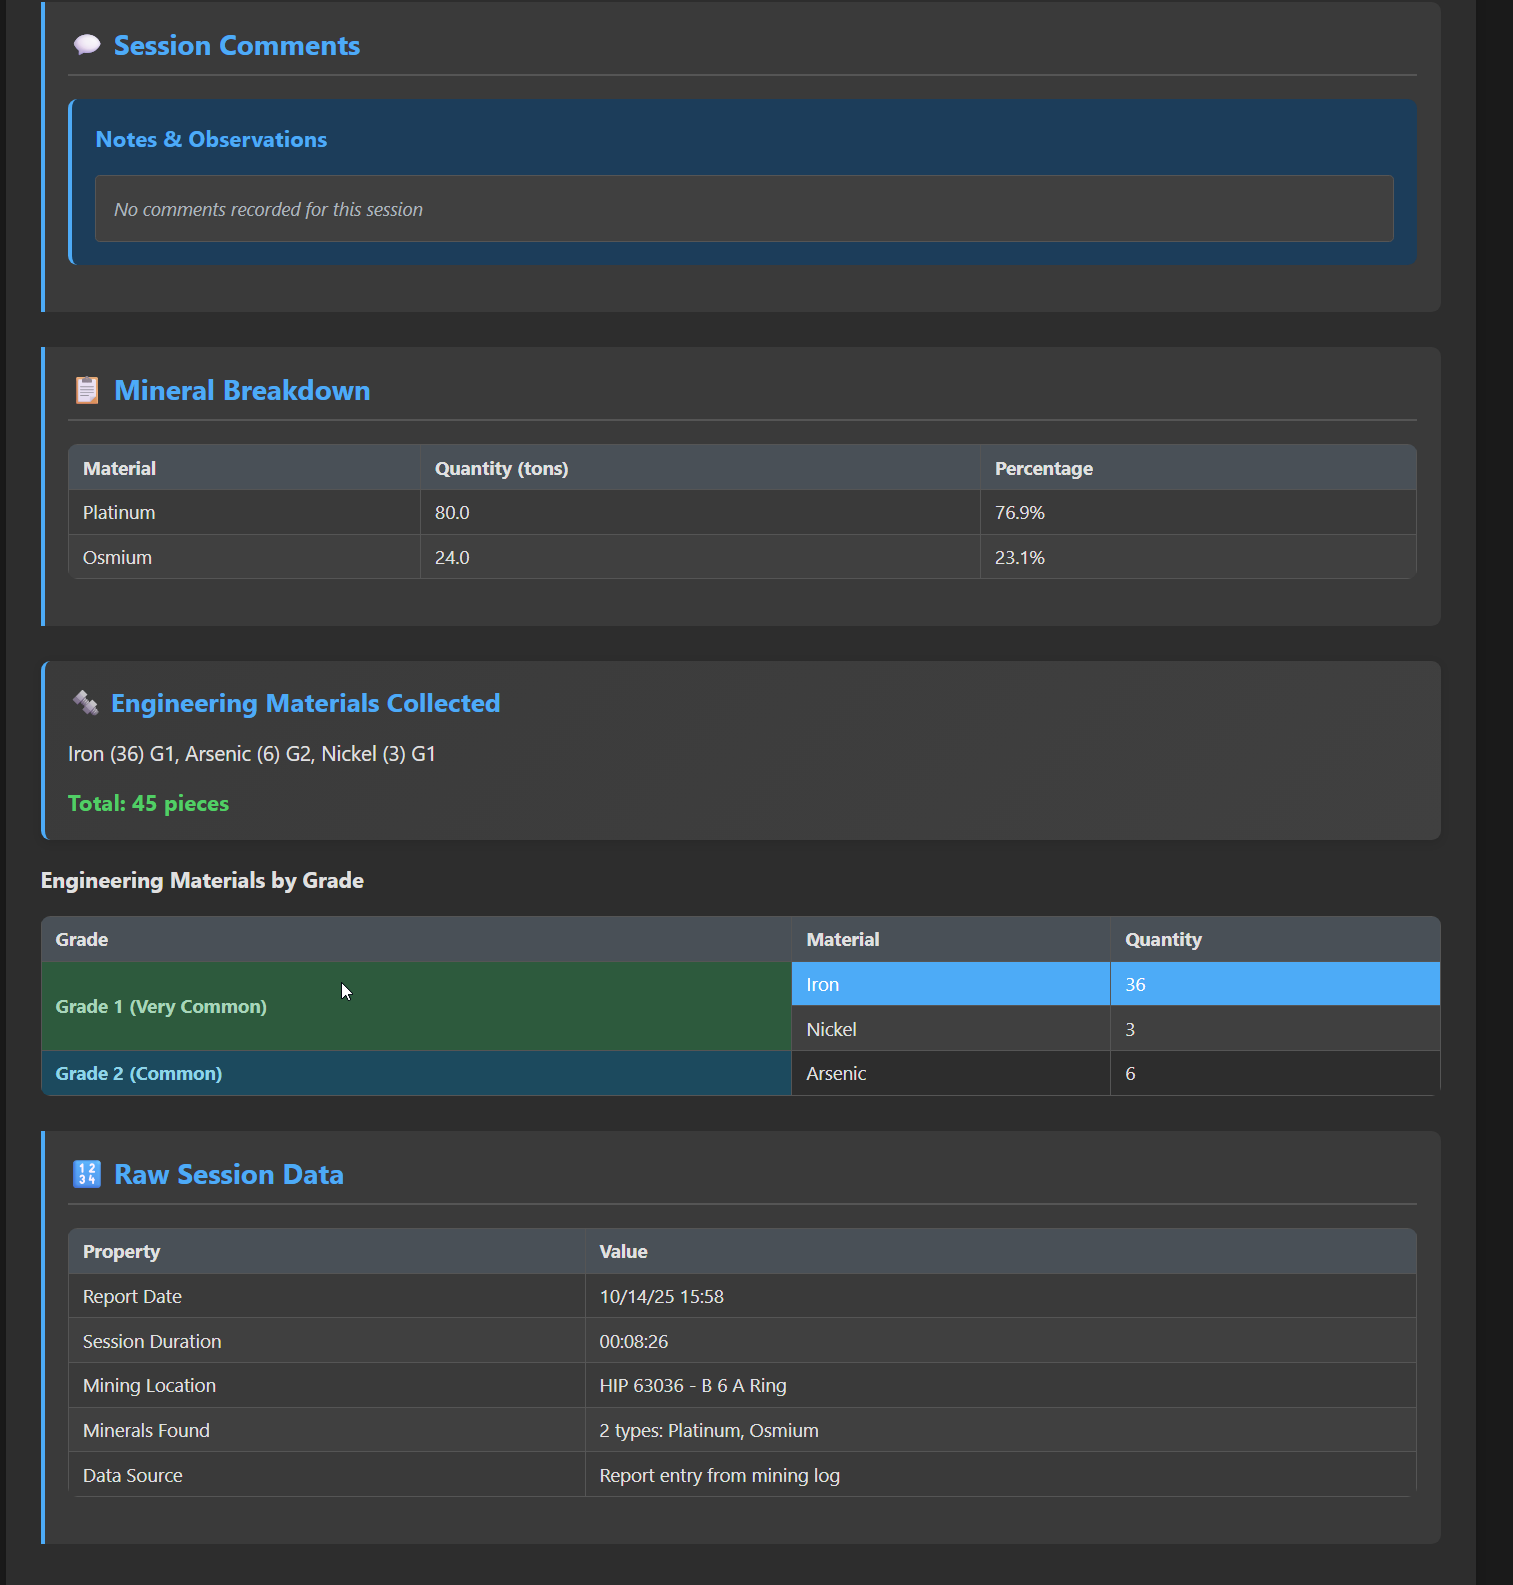 Session Comments
Notes & Observations
No comments recorded for this session
Mineral Breakdown
Material Quantity (tons) Percentage
Platinum 80.0 76.9%
Osmium 24.0 23.1%
Engineering Materials Collected
Iron (36) G1, Arsenic (6) G2, Nickel (3) G1
Total: 45 pieces
Engineering Materials by Grade
Grade Material Quantity
Grade 1 (Very Common) Iron 36
Nickel 3
Grade 2 (Common) Arsenic 6
1 2 3 4 Raw Session Data
Property Value
Report Date 10/14/25 15:58
Session Duration 00:08:26
Mining Location HIP 63036 - B 6 A Ring
Minerals Found 2 types: Platinum, Osmium
Data Source Report entry from mining log